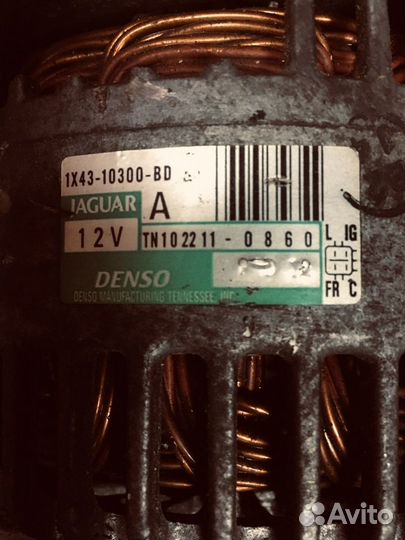 1X43-10300-BD
JAGUAR A
12V TN102211-0860
L IG
FR C
DENSO
DENSO MANUFACTURING TENNESSEE, INC.
Avito